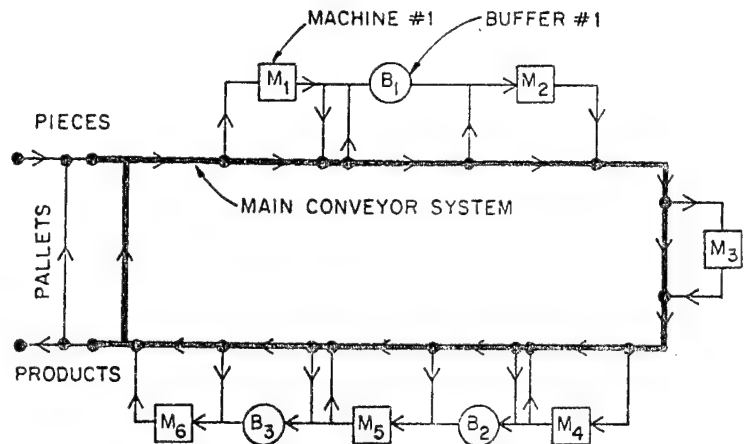 MACHINE #1
BUFFER #1
M1
B1
M2
PIECES
MAIN CONVEYOR SYSTEM
PALLETS
M3
PRODUCTS
M6
B3
M5
B2
M4